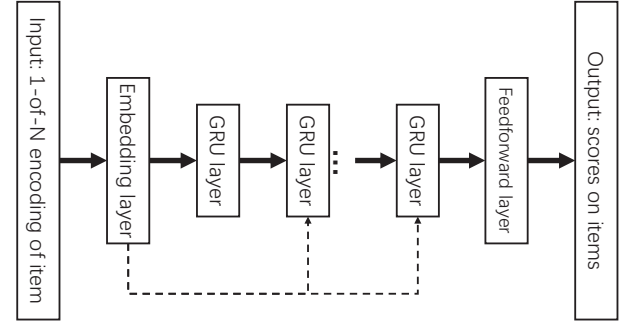 Input: 1-of-N encoding of item
Embedding layer
GRU layer
GRU layer
...
GRU layer
Feedforward layer
Output: scores on items